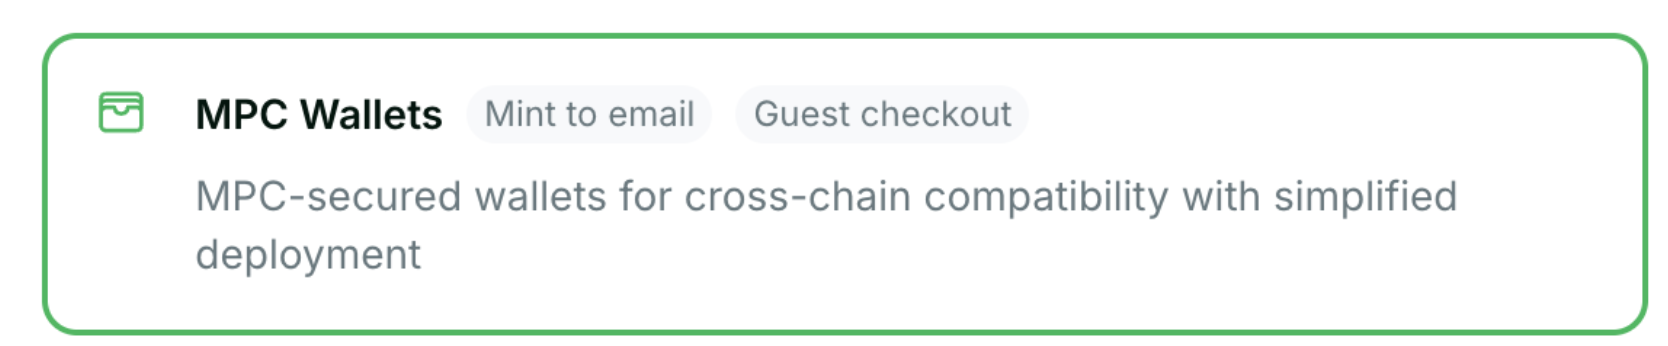 MPC Wallets Mint to email Guest checkout
MPC-secured wallets for cross-chain compatibility with simplified
deployment